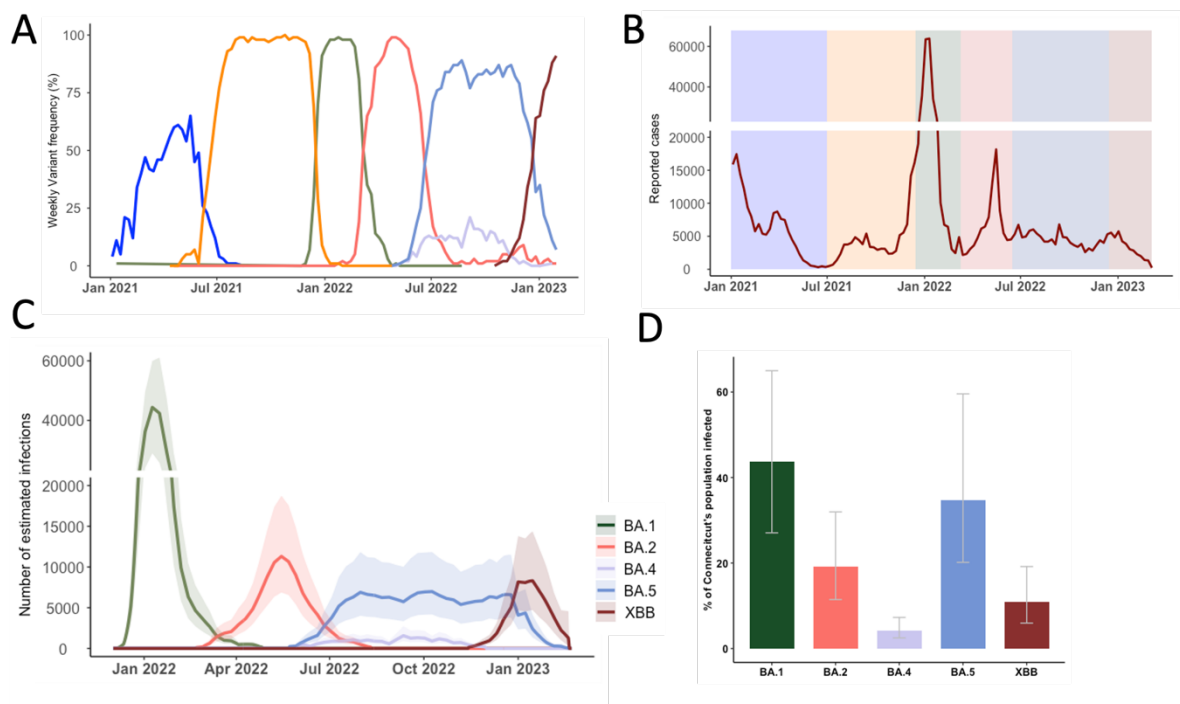 A
Weekly Variant frequency (%)
100
75
50
25
0
Jan 2021
Jul 2021
Jan 2022
Jul 2022
Jan 2023
B
Reported cases
60000
40000
20000
15000
10000
5000
0
Jan 2021
Jul 2021
Jan 2022
Jul 2022
Jan 2023
C
Number of estimated infections
60000
40000
20000
15000
10000
5000
0
Jan 2022
Apr 2022
Jul 2022
Oct 2022
Jan 2023
BA.1
BA.2
BA.4
BA.5
XBB
D
% of Connecitcut's population infected
60
40
20
0
BA.1
BA.2
BA.4
BA.5
XBB